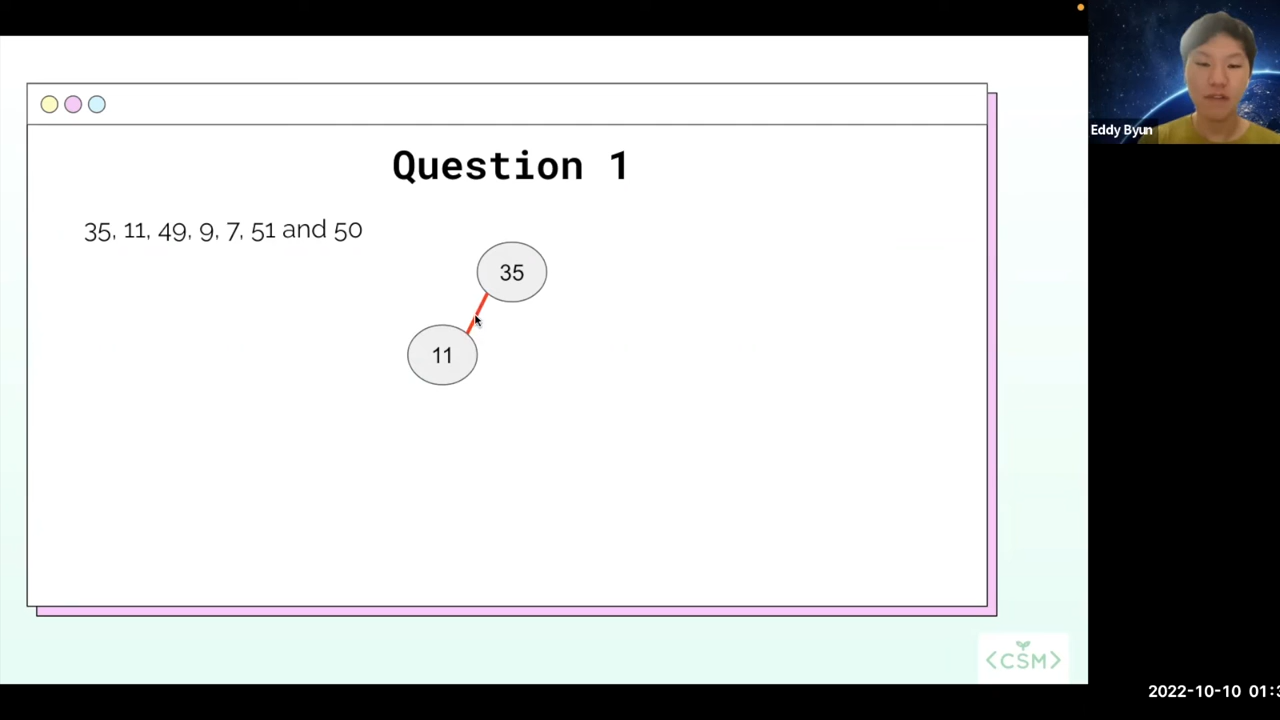 Eddy Byun
Question 1
35, 11, 49, 9, 7, 51 and 50
35
11
<CSM>
2022-10-10 01:3